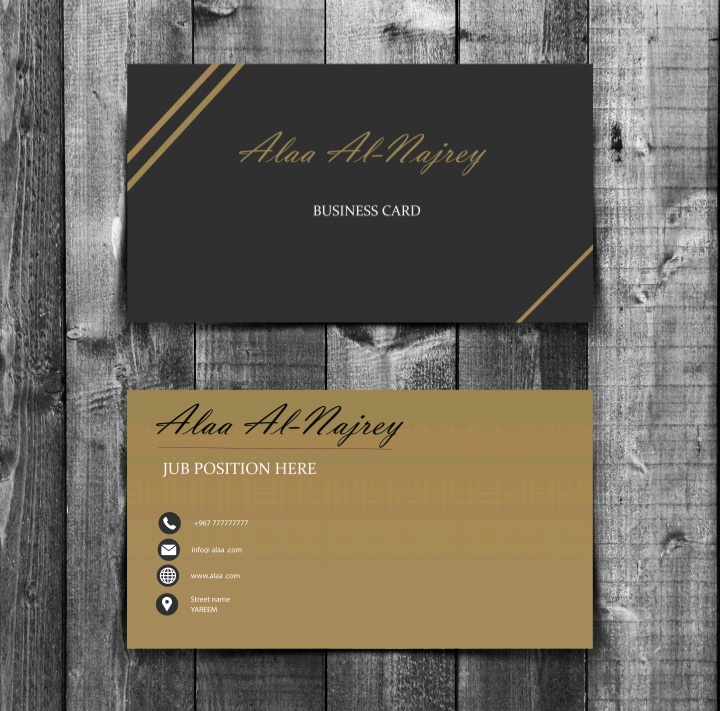 Alaa Al-Najrey
BUSINESS CARD
Alaa Al-Najrey
JUB POSITION HERE
+967 777777777
info@ alaa .com
www.alaa .com
Street name
YAREEM